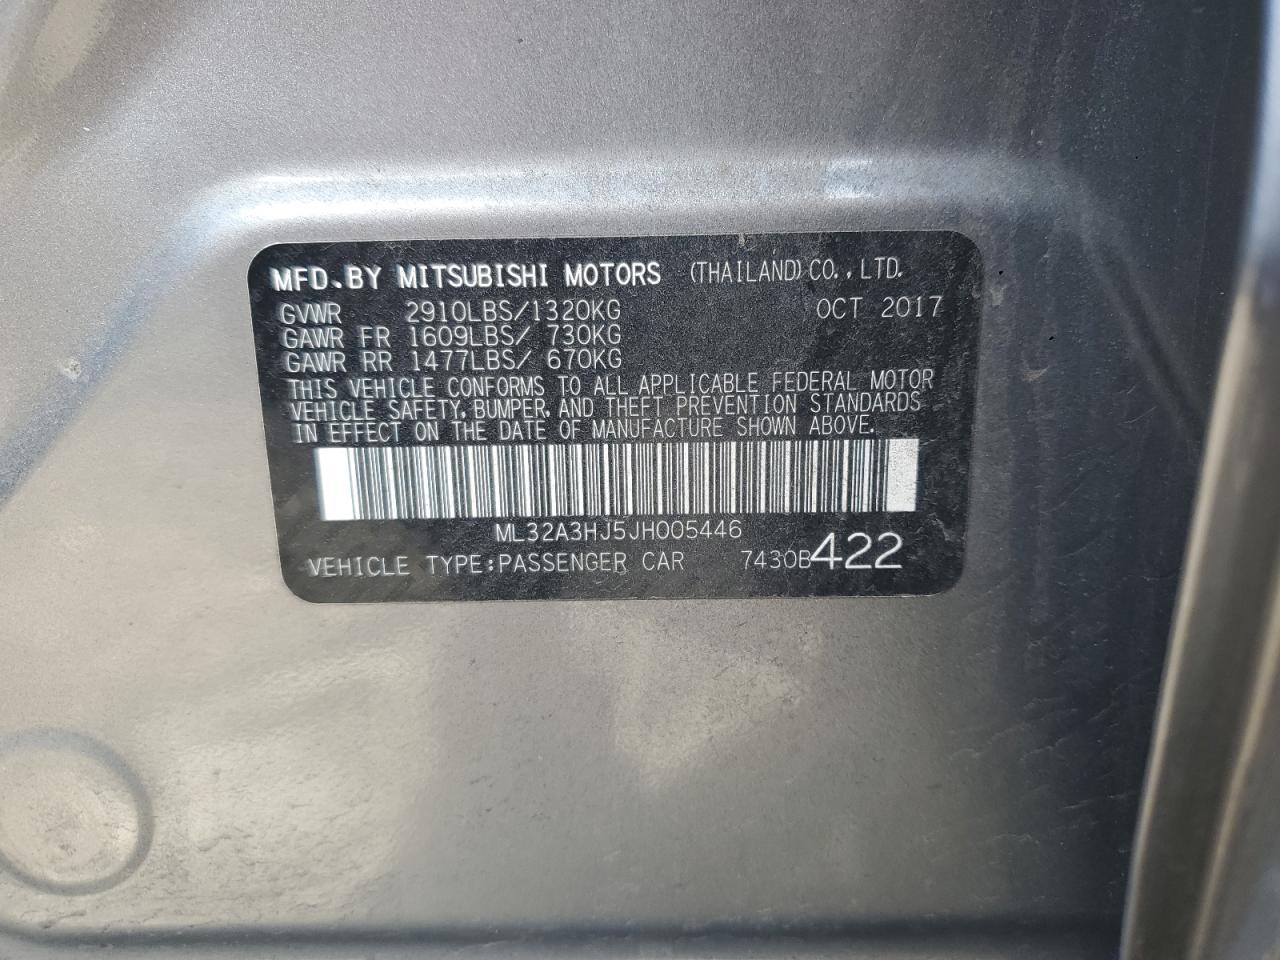 MFD.BY MITSUBISHI MOTORS (THAILAND) CO.,LTD.
GVWR 2910LBS/1320KG OCT 2017
GAWR FR 1609LBS/ 730KG
GAWR RR 1477LBS/ 670KG
THIS VEHICLE CONFORMS TO ALL APPLICABLE FEDERAL MOTOR
VEHICLE SAFETY, BUMPER, AND THEFT PREVENTION STANDARDS
IN EFFECT ON THE DATE OF MANUFACTURE SHOWN ABOVE.
ML32A3HJ5JH005446
VEHICLE TYPE:PASSENGER CAR 7430B422